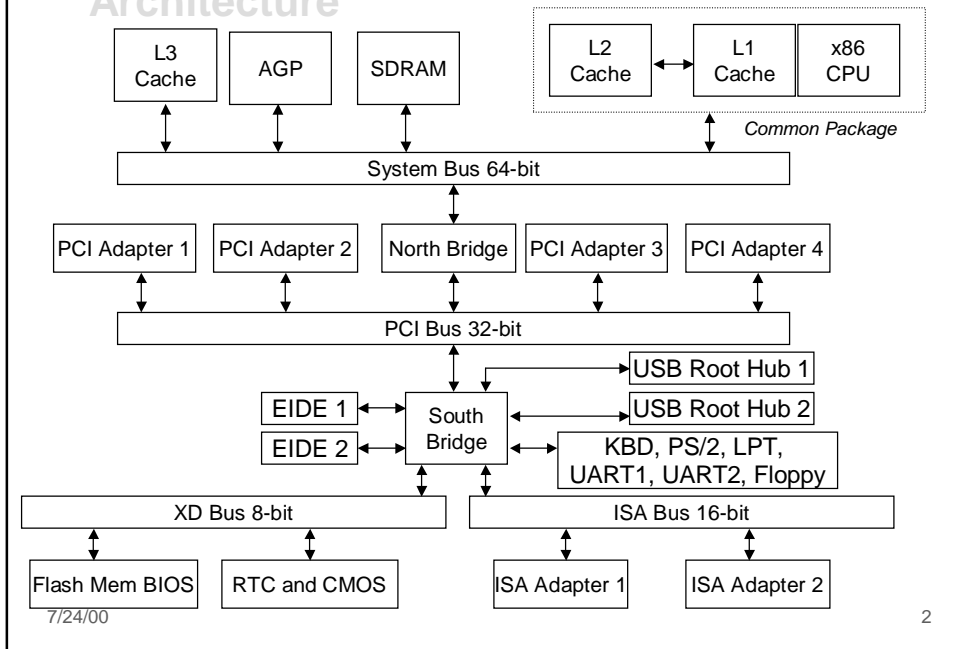 Architecture
L3
Cache
AGP
SDRAM
L2
Cache
L1
Cache
x86
CPU
Common Package
System Bus 64-bit
PCI Adapter 1
PCI Adapter 2
North Bridge
PCI Adapter 3
PCI Adapter 4
PCI Bus 32-bit
USB Root Hub 1
EIDE 1
South
Bridge
USB Root Hub 2
EIDE 2
KBD, PS/2, LPT,
UART1, UART2, Floppy
XD Bus 8-bit
ISA Bus 16-bit
Flash Mem BIOS
RTC and CMOS
ISA Adapter 1
ISA Adapter 2
7/24/00
2